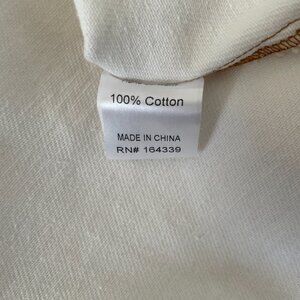 100% Cotton
MADE IN CHINA
RN# 164339